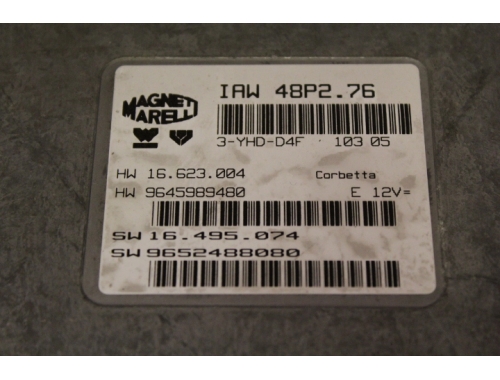 MAGNETI
MARELLI
IAW 48P2.76
3-YHD-D4F 103 05
HW 16.623.004 Corbetta
HW 9645989480 E 12V=
SW 16.495.074
SW 9652488080